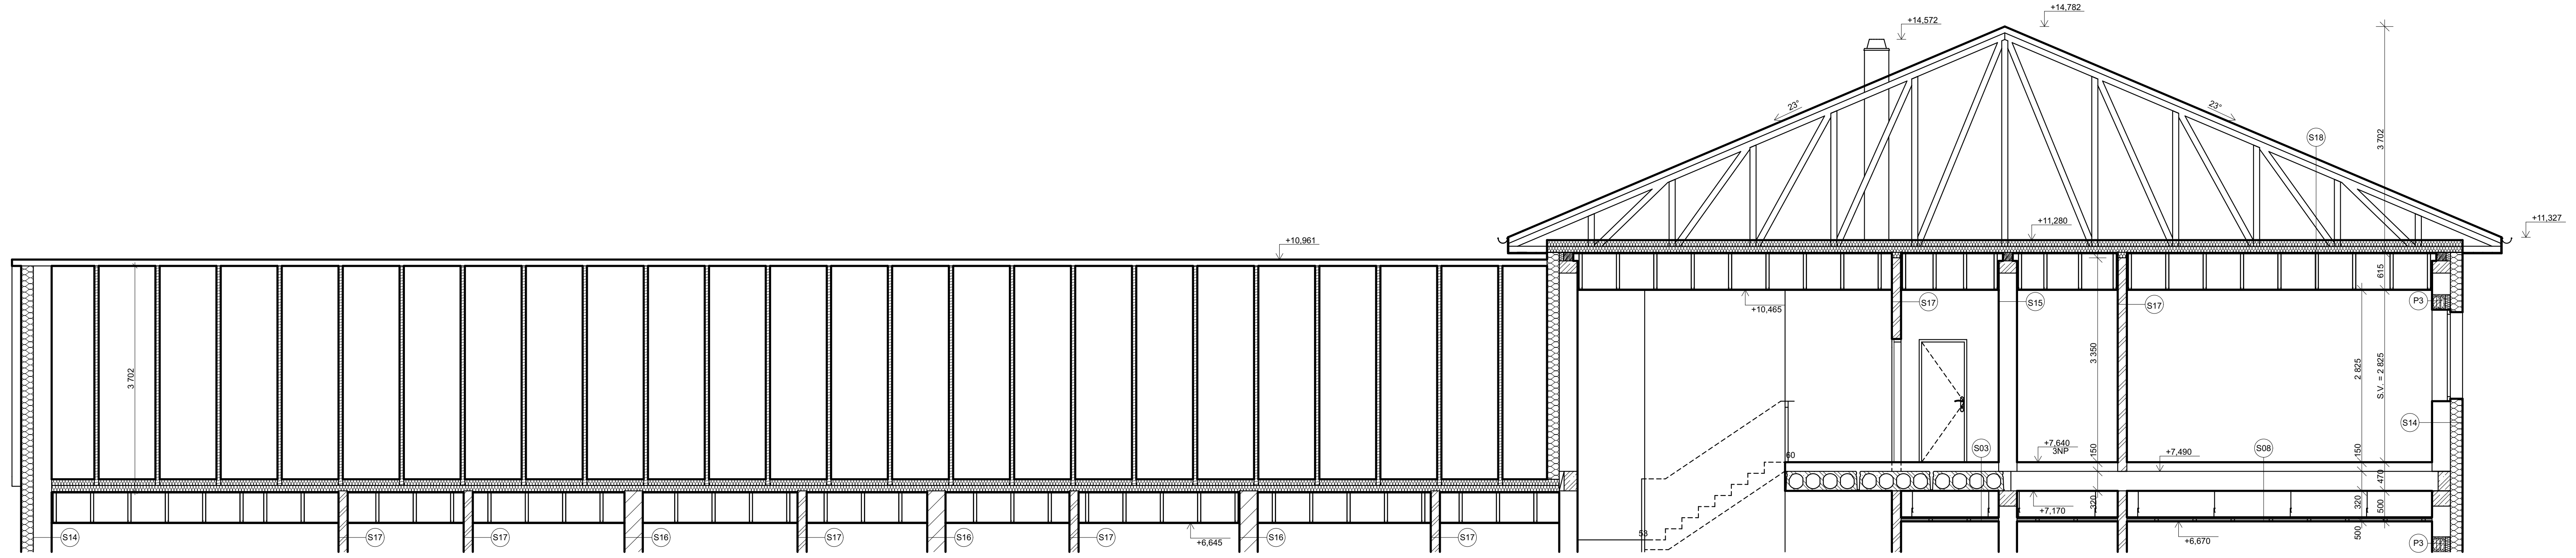 +14,782
+14,572
23°
23°
3 702
S18
+11,327
+11,280
+10,961
615
P3
S17
S15
S17
+10,465
3 702
3 350
2 825
S.V. = 2 825
S14
+7,640
3NP
150
150
S03
S08
+7,490
60
470
320
320
500
+7,170
53
S14
S17
S17
S16
S17
S16
S17
+6,645
S16
S17
+6,670
500
P3